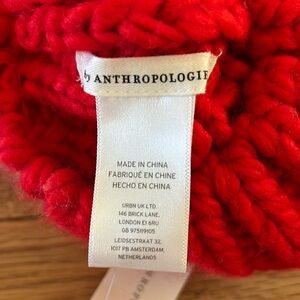 by ANTHROPOLOGIE
MADE IN CHINA
FABRIQUÉ EN CHINE
HECHO EN CHINA
URBN UK LTD.
146 BRICK LANE,
LONDON E1 6RU
GB 975119105
LEIDSESTRAAT 32,
1017 PB AMSTERDAM,
NETHERLANDS